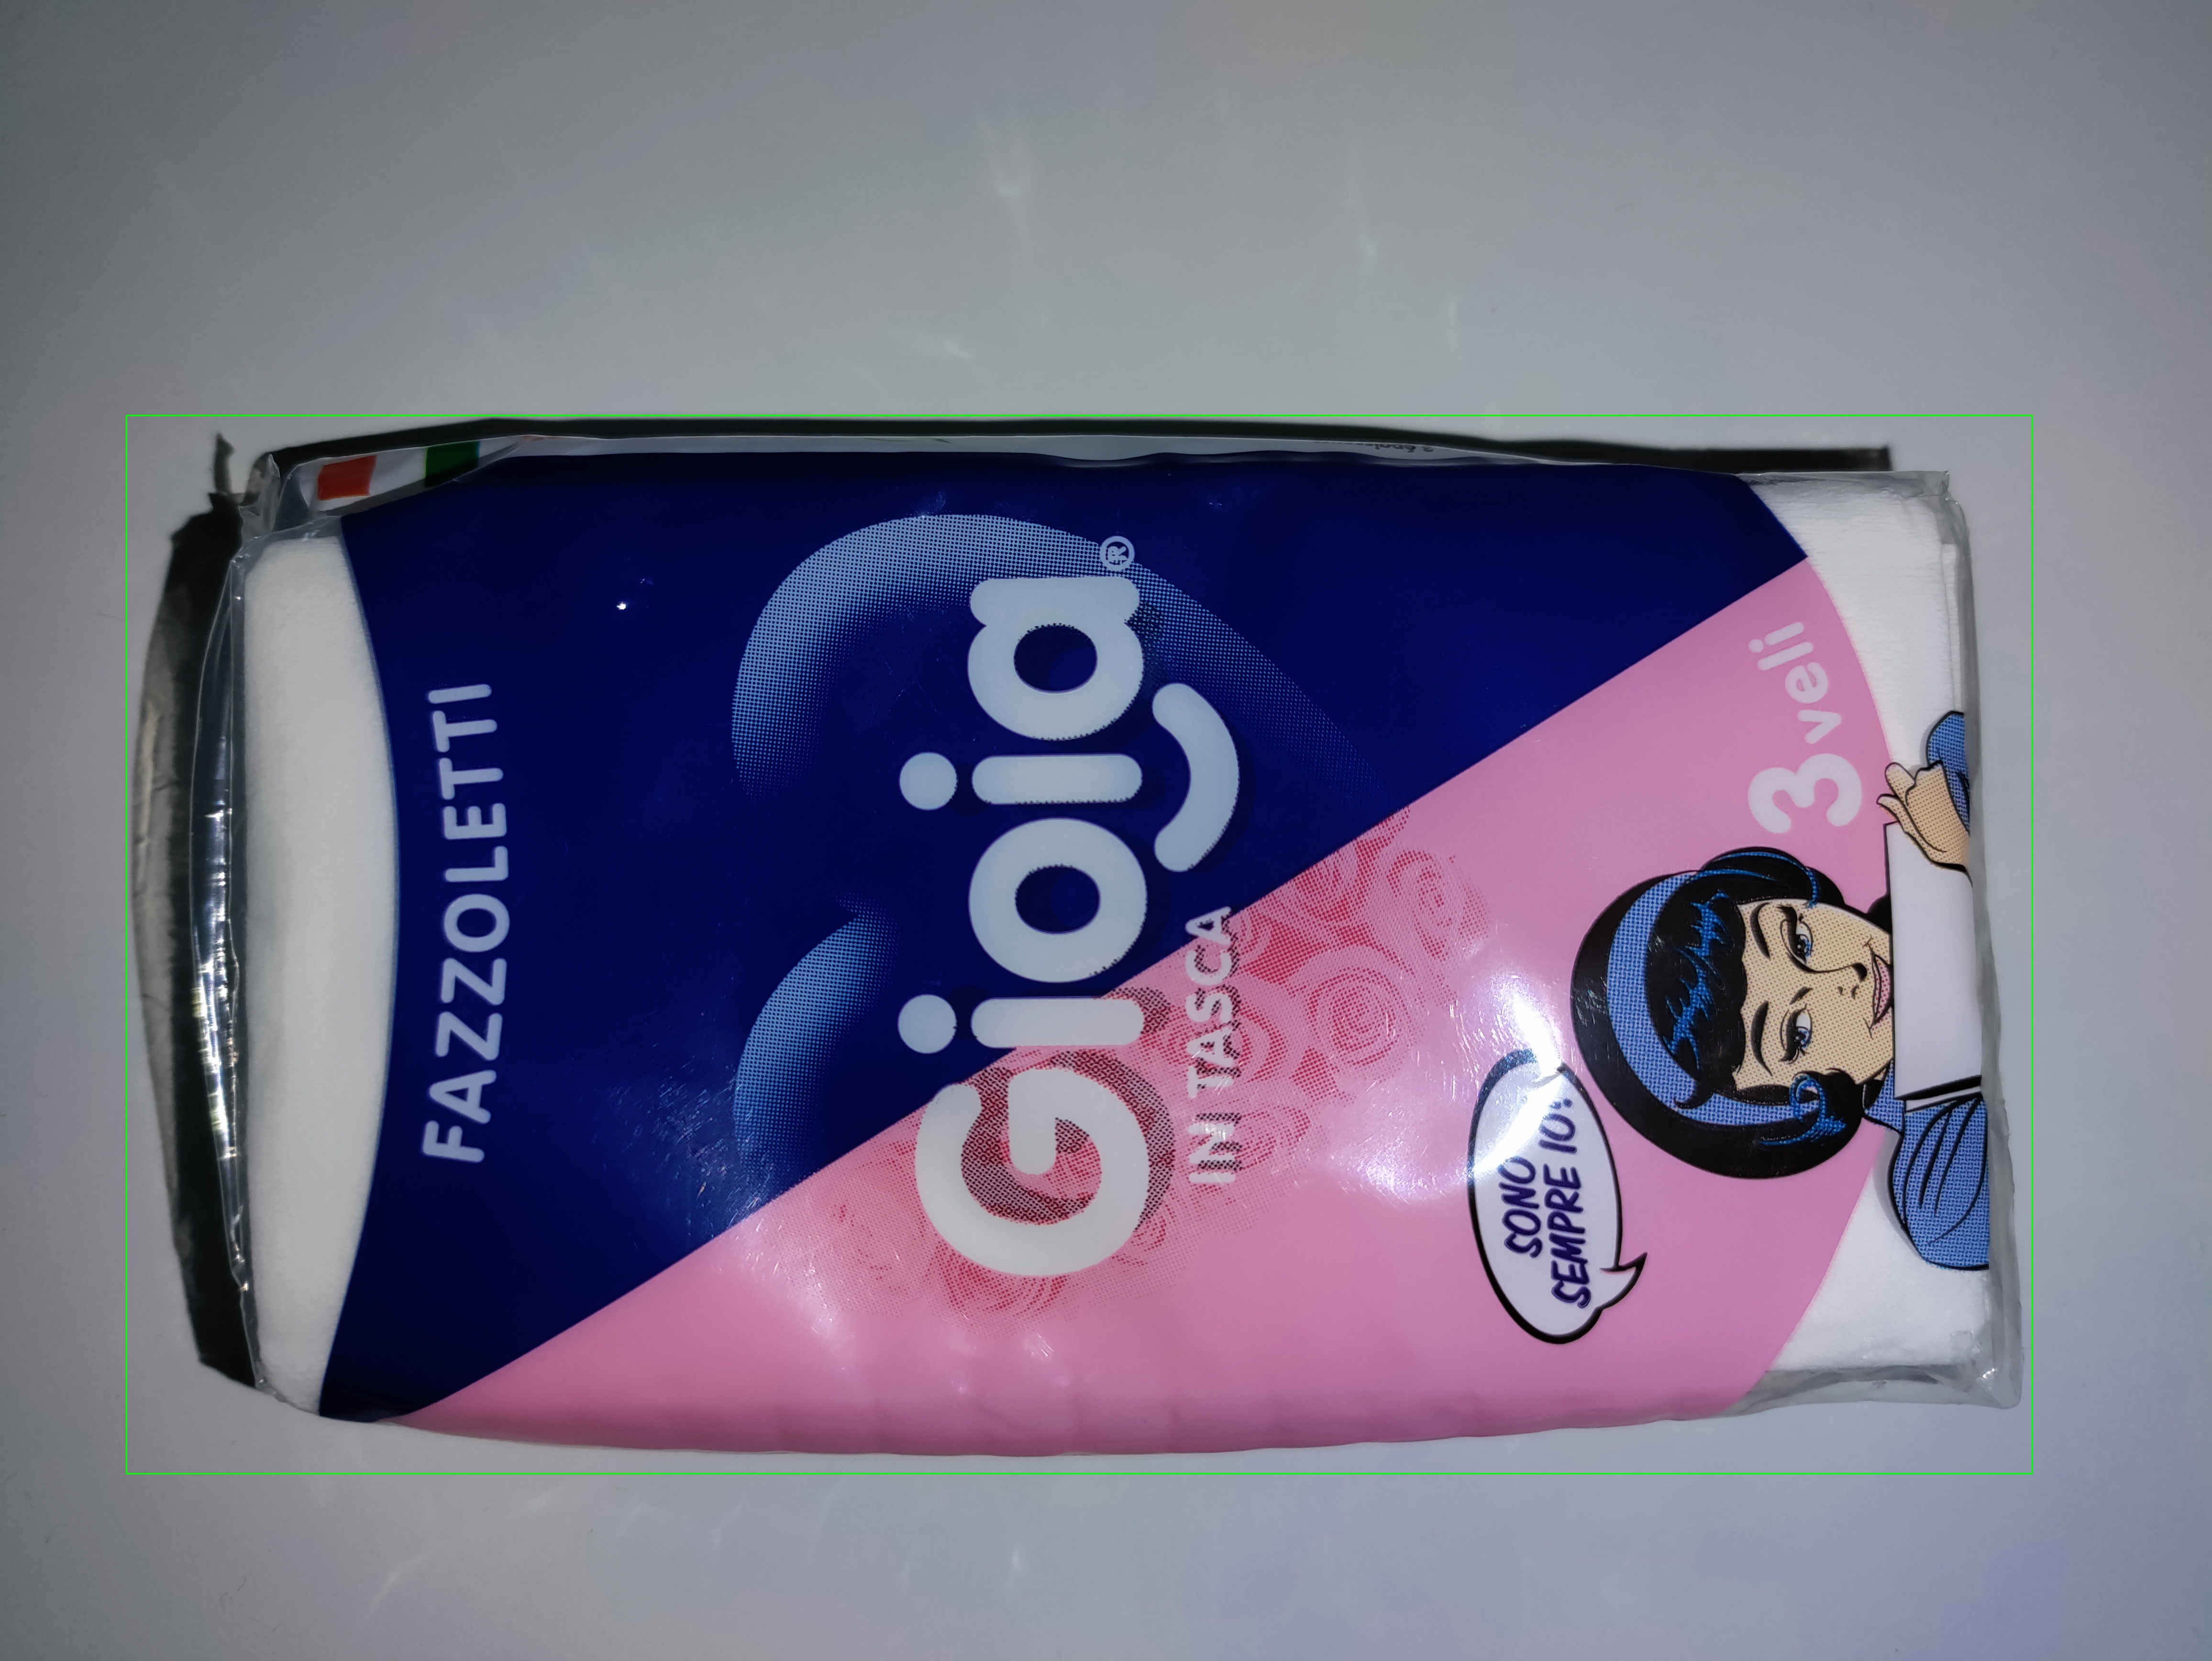 FAZZOLETTI
Gioia®
IN TASCA
SONO
SEMPRE IO!
3 veli